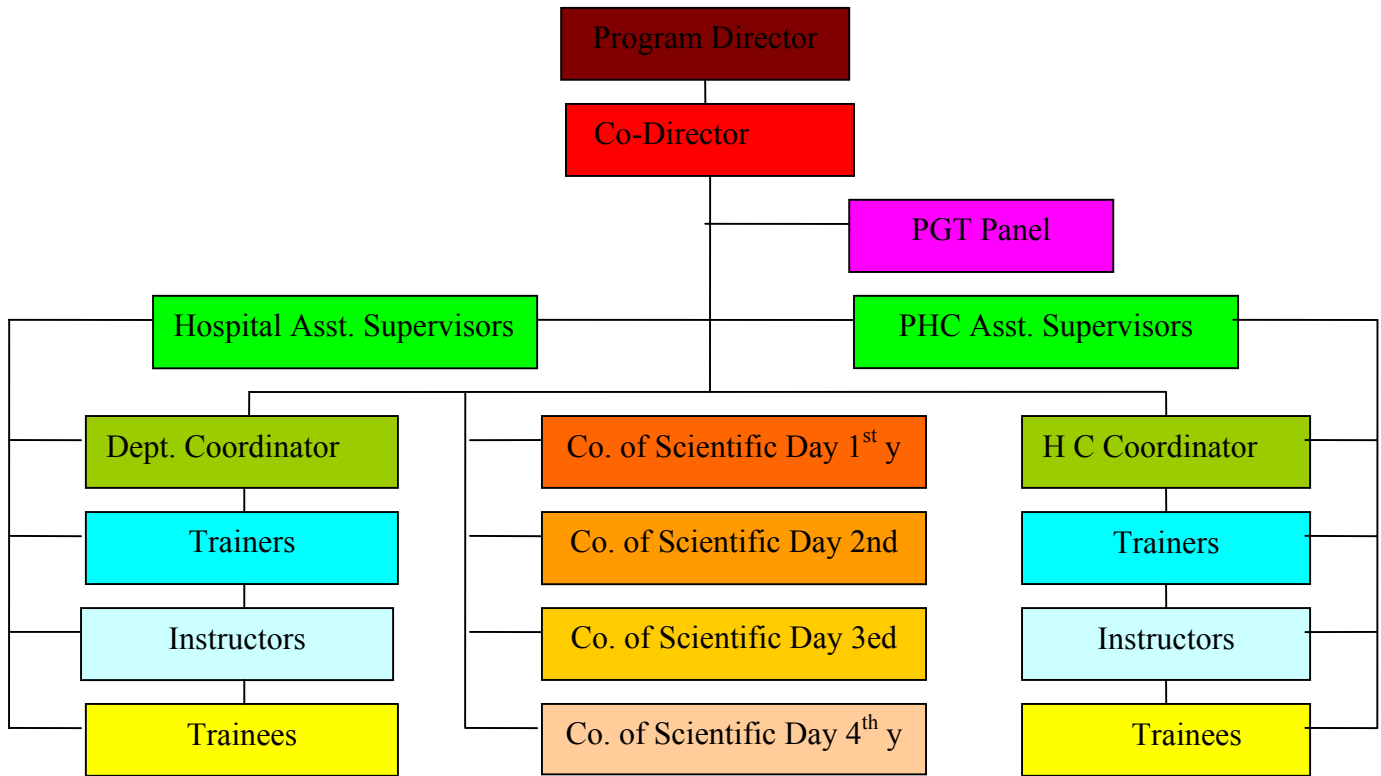 Program Director
Co-Director
PGT Panel
Hospital Asst. Supervisors
PHC Asst. Supervisors
Dept. Coordinator
Co. of Scientific Day 1st y
H C Coordinator
Trainers
Co. of Scientific Day 2nd
Trainers
Instructors
Co. of Scientific Day 3ed
Instructors
Trainees
Co. of Scientific Day 4th y
Trainees